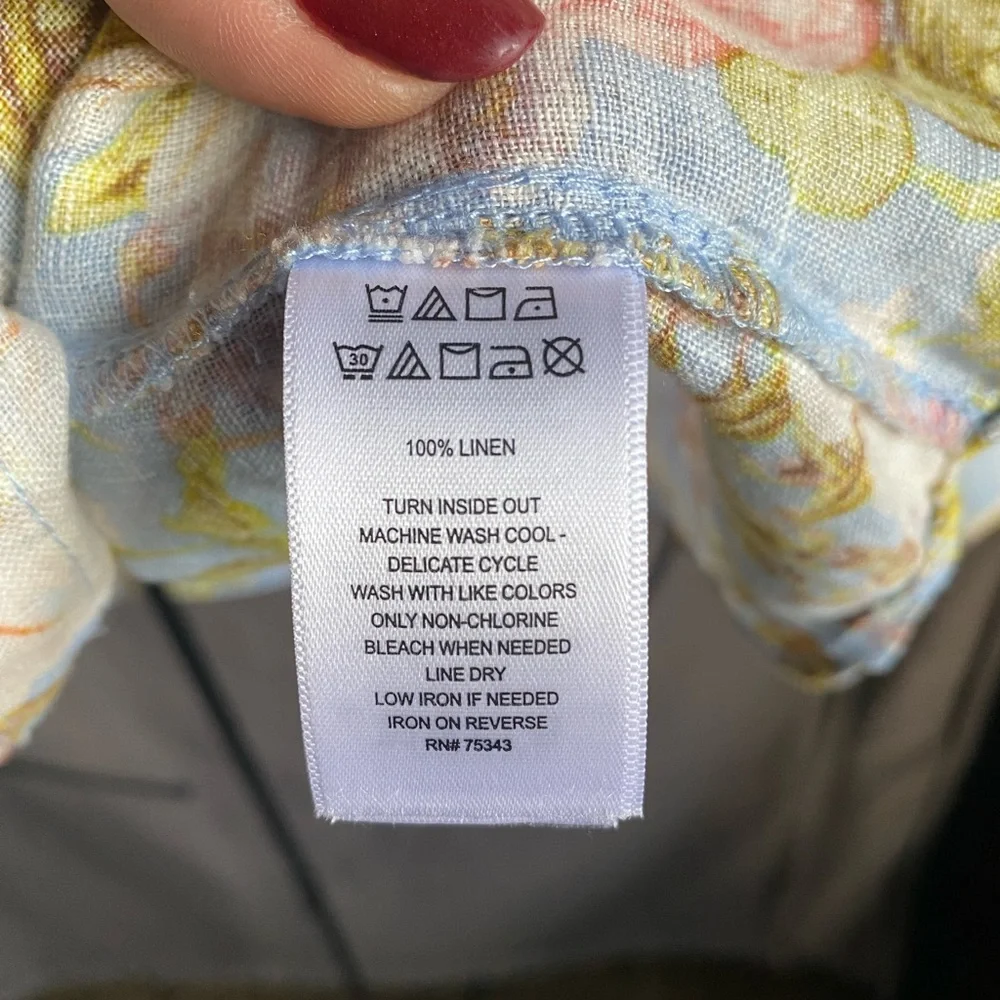 30
100% LINEN
TURN INSIDE OUT
MACHINE WASH COOL -
DELICATE CYCLE
WASH WITH LIKE COLORS
ONLY NON-CHLORINE
BLEACH WHEN NEEDED
LINE DRY
LOW IRON IF NEEDED
IRON ON REVERSE
RN# 75343